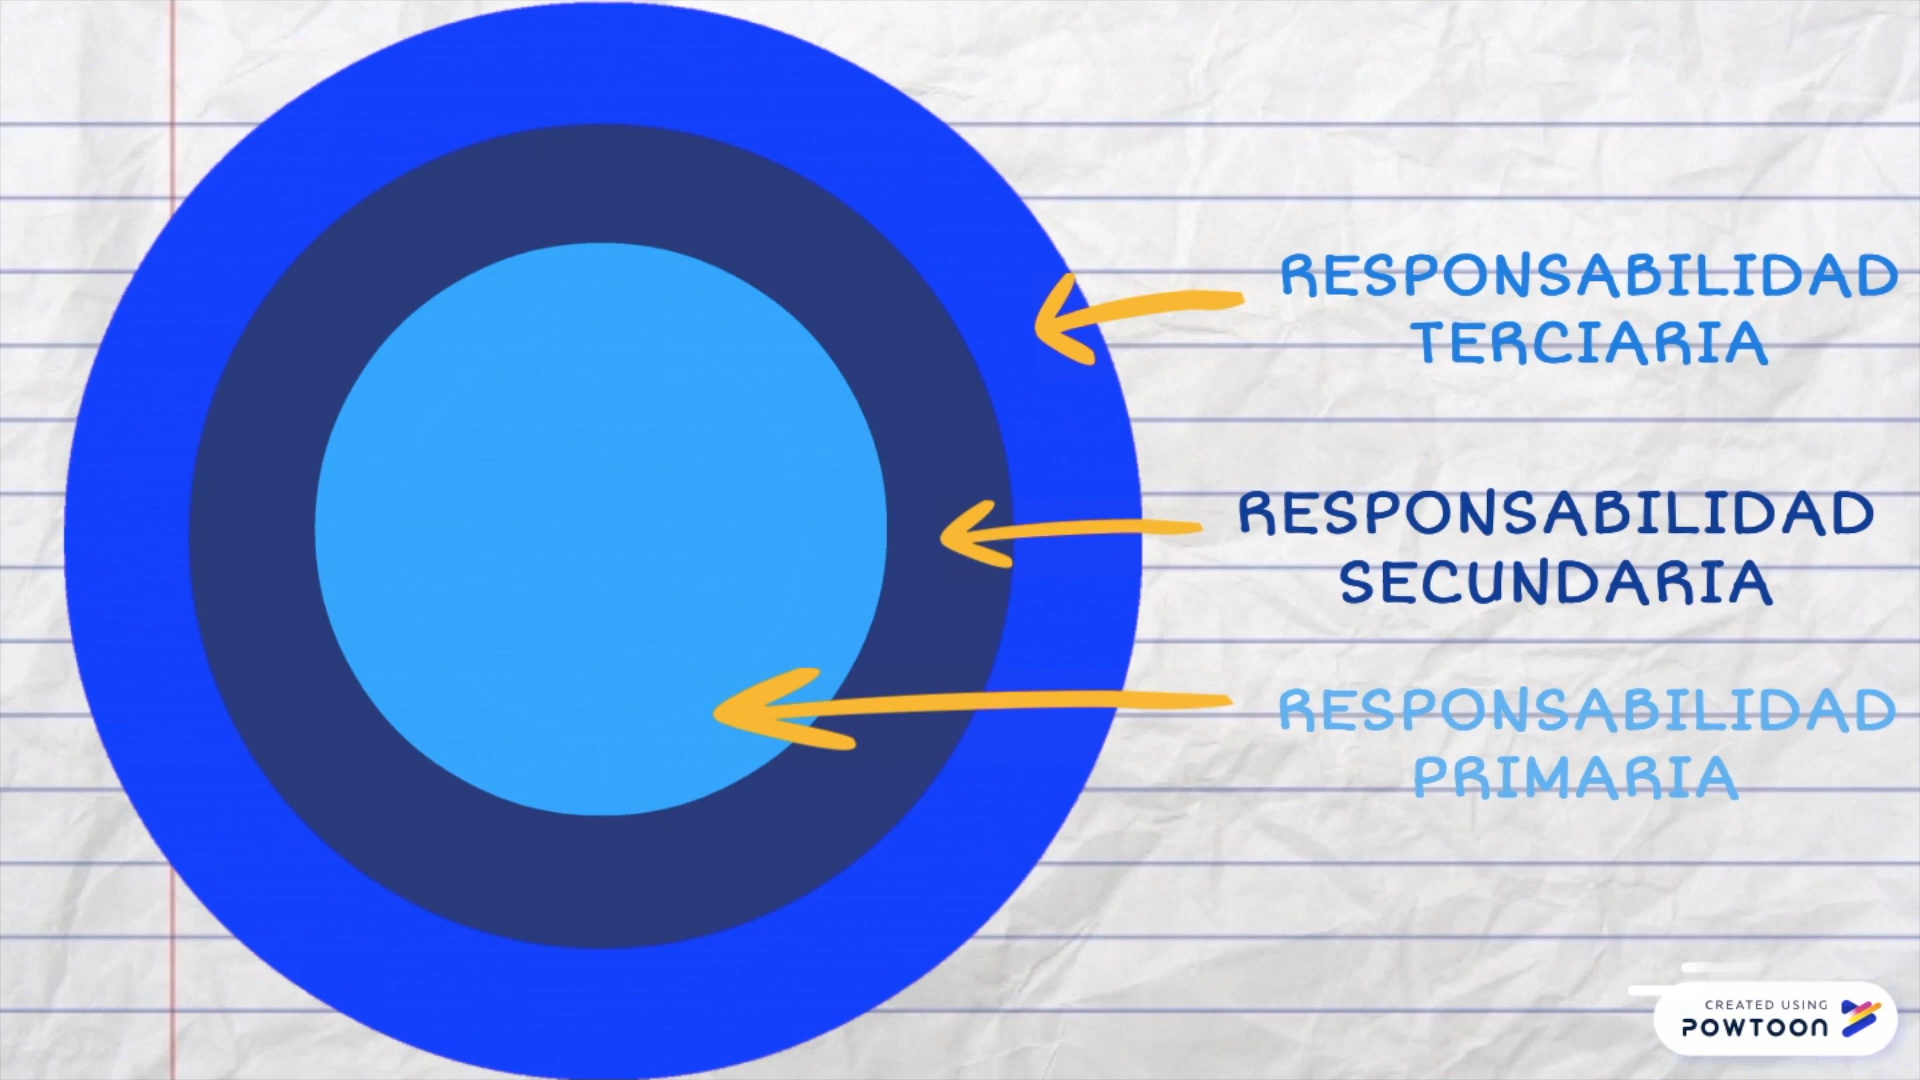 RESPONSABILIDAD
TERCIARIA
RESPONSABILIDAD
SECUNDARIA
RESPONSABILIDAD
PRIMARIA
CREATED USING
POWTOON